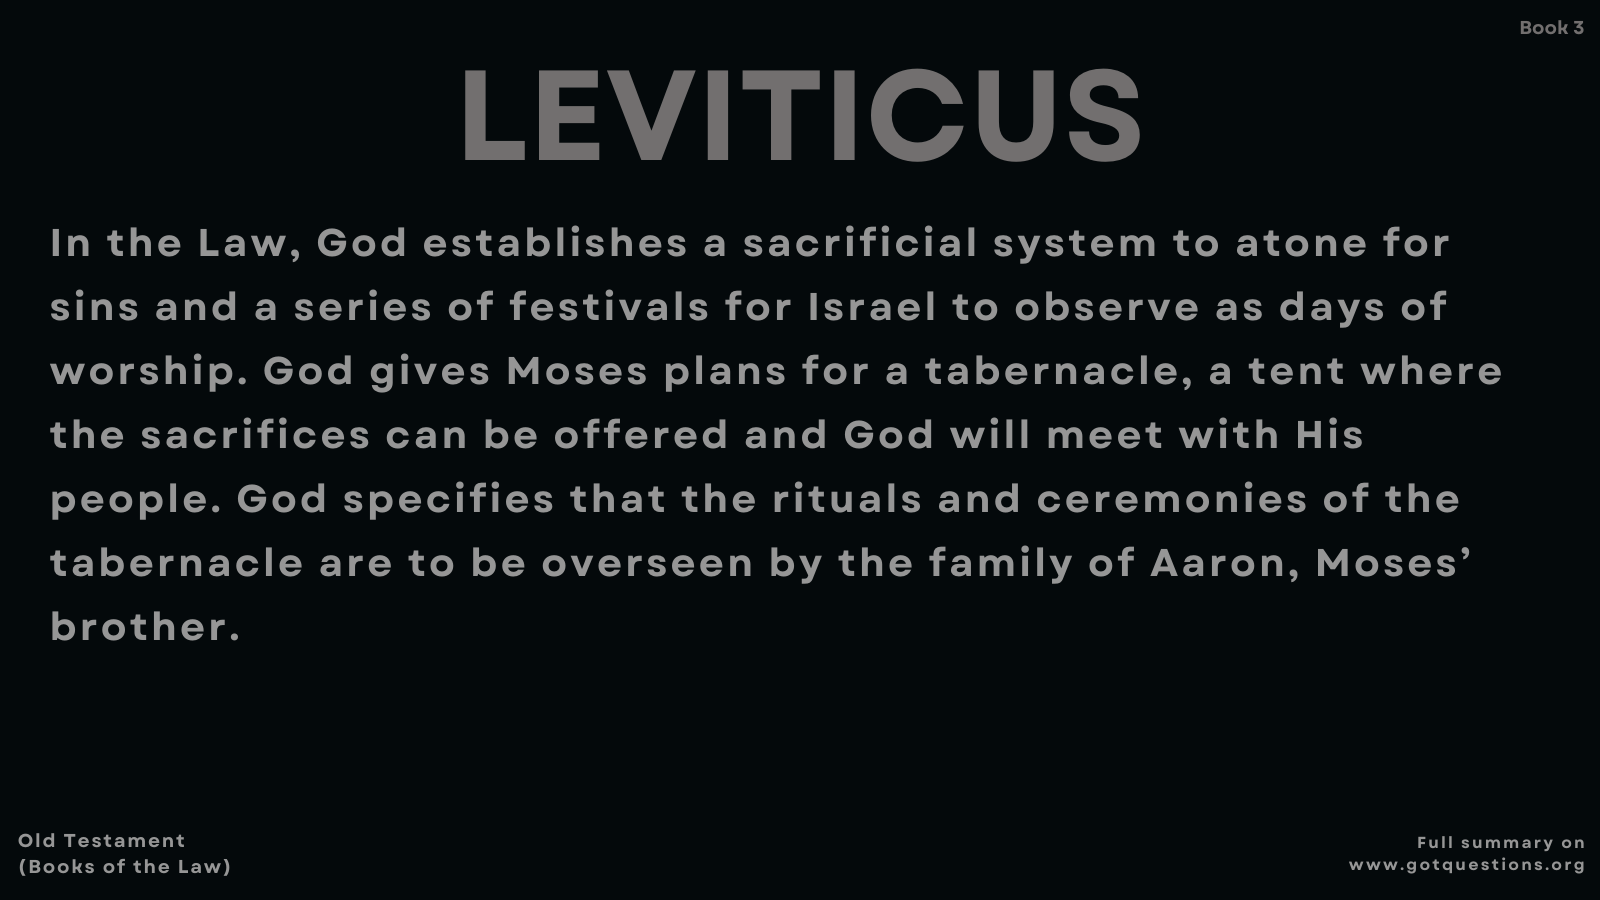 Book 3
LEVITICUS
In the Law, God establishes a sacrificial system to atone for
sins and a series of festivals for Israel to observe as days of
worship. God gives Moses plans for a tabernacle, a tent where
the sacrifices can be offered and God will meet with His
people. God specifies that the rituals and ceremonies of the
tabernacle are to be overseen by the family of Aaron, Moses’
brother.
Old Testament
(Books of the Law)
Full summary on
www.gotquestions.org